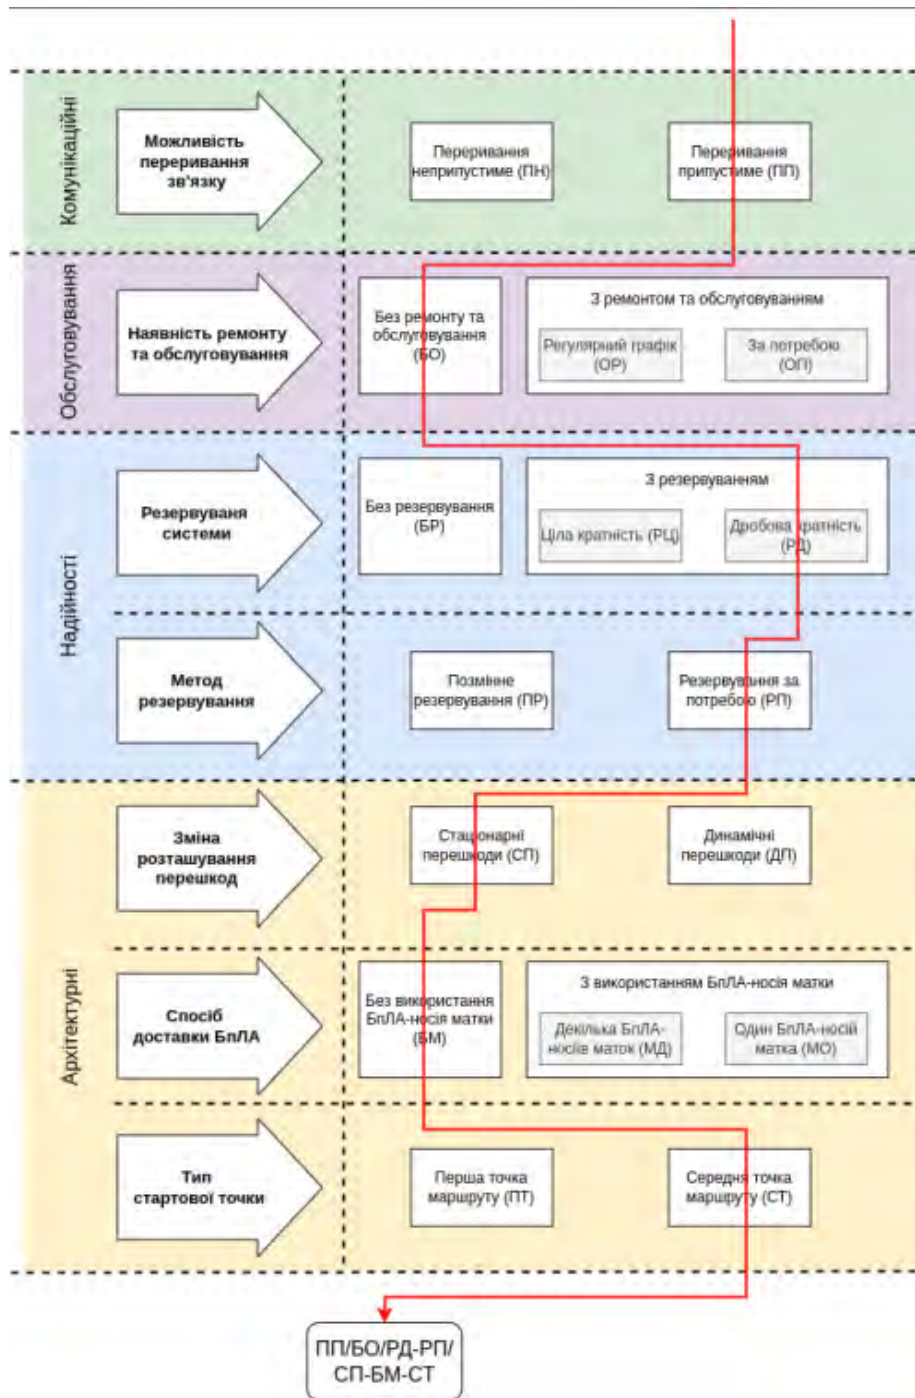 Комунікаційні
Можливість
переривання
зв'язку
Переривання
неприпустиме (ПН)
Переривання
припустиме (ПП)
Обслуговування
Наявність ремонту
та обслуговування
Без ремонту та
обслуговування
(БО)
З ремонтом та обслуговуванням
Регулярний графік
(ОР)
За потребою
(ОП)
Надійності
Резервуваня
системи
Без резервування
(БР)
З резервуванням
Ціла кратність (РЦ)
Дробова кратність
(РД)
Метод
резервування
Позмінне
резервування (ПР)
Резервування за
потребою (РП)
Архітектурні
Зміна
розташування
перешкод
Стаціонарні
перешкоди (СП)
Динамічні
перешкоди (ДП)
Спосіб
доставки БпЛА
Без використання
БпЛА-носія матки
(БМ)
З використанням БпЛА-носія матки
Декілька БпЛА-
носіїв маток (МД)
Один БпЛА-носій
матка (МО)
Тип
стартової точки
Перша точка
маршруту (ПТ)
Середня точка
маршруту (СТ)
ПП/БО/РД-РП/
СП-БМ-СТ